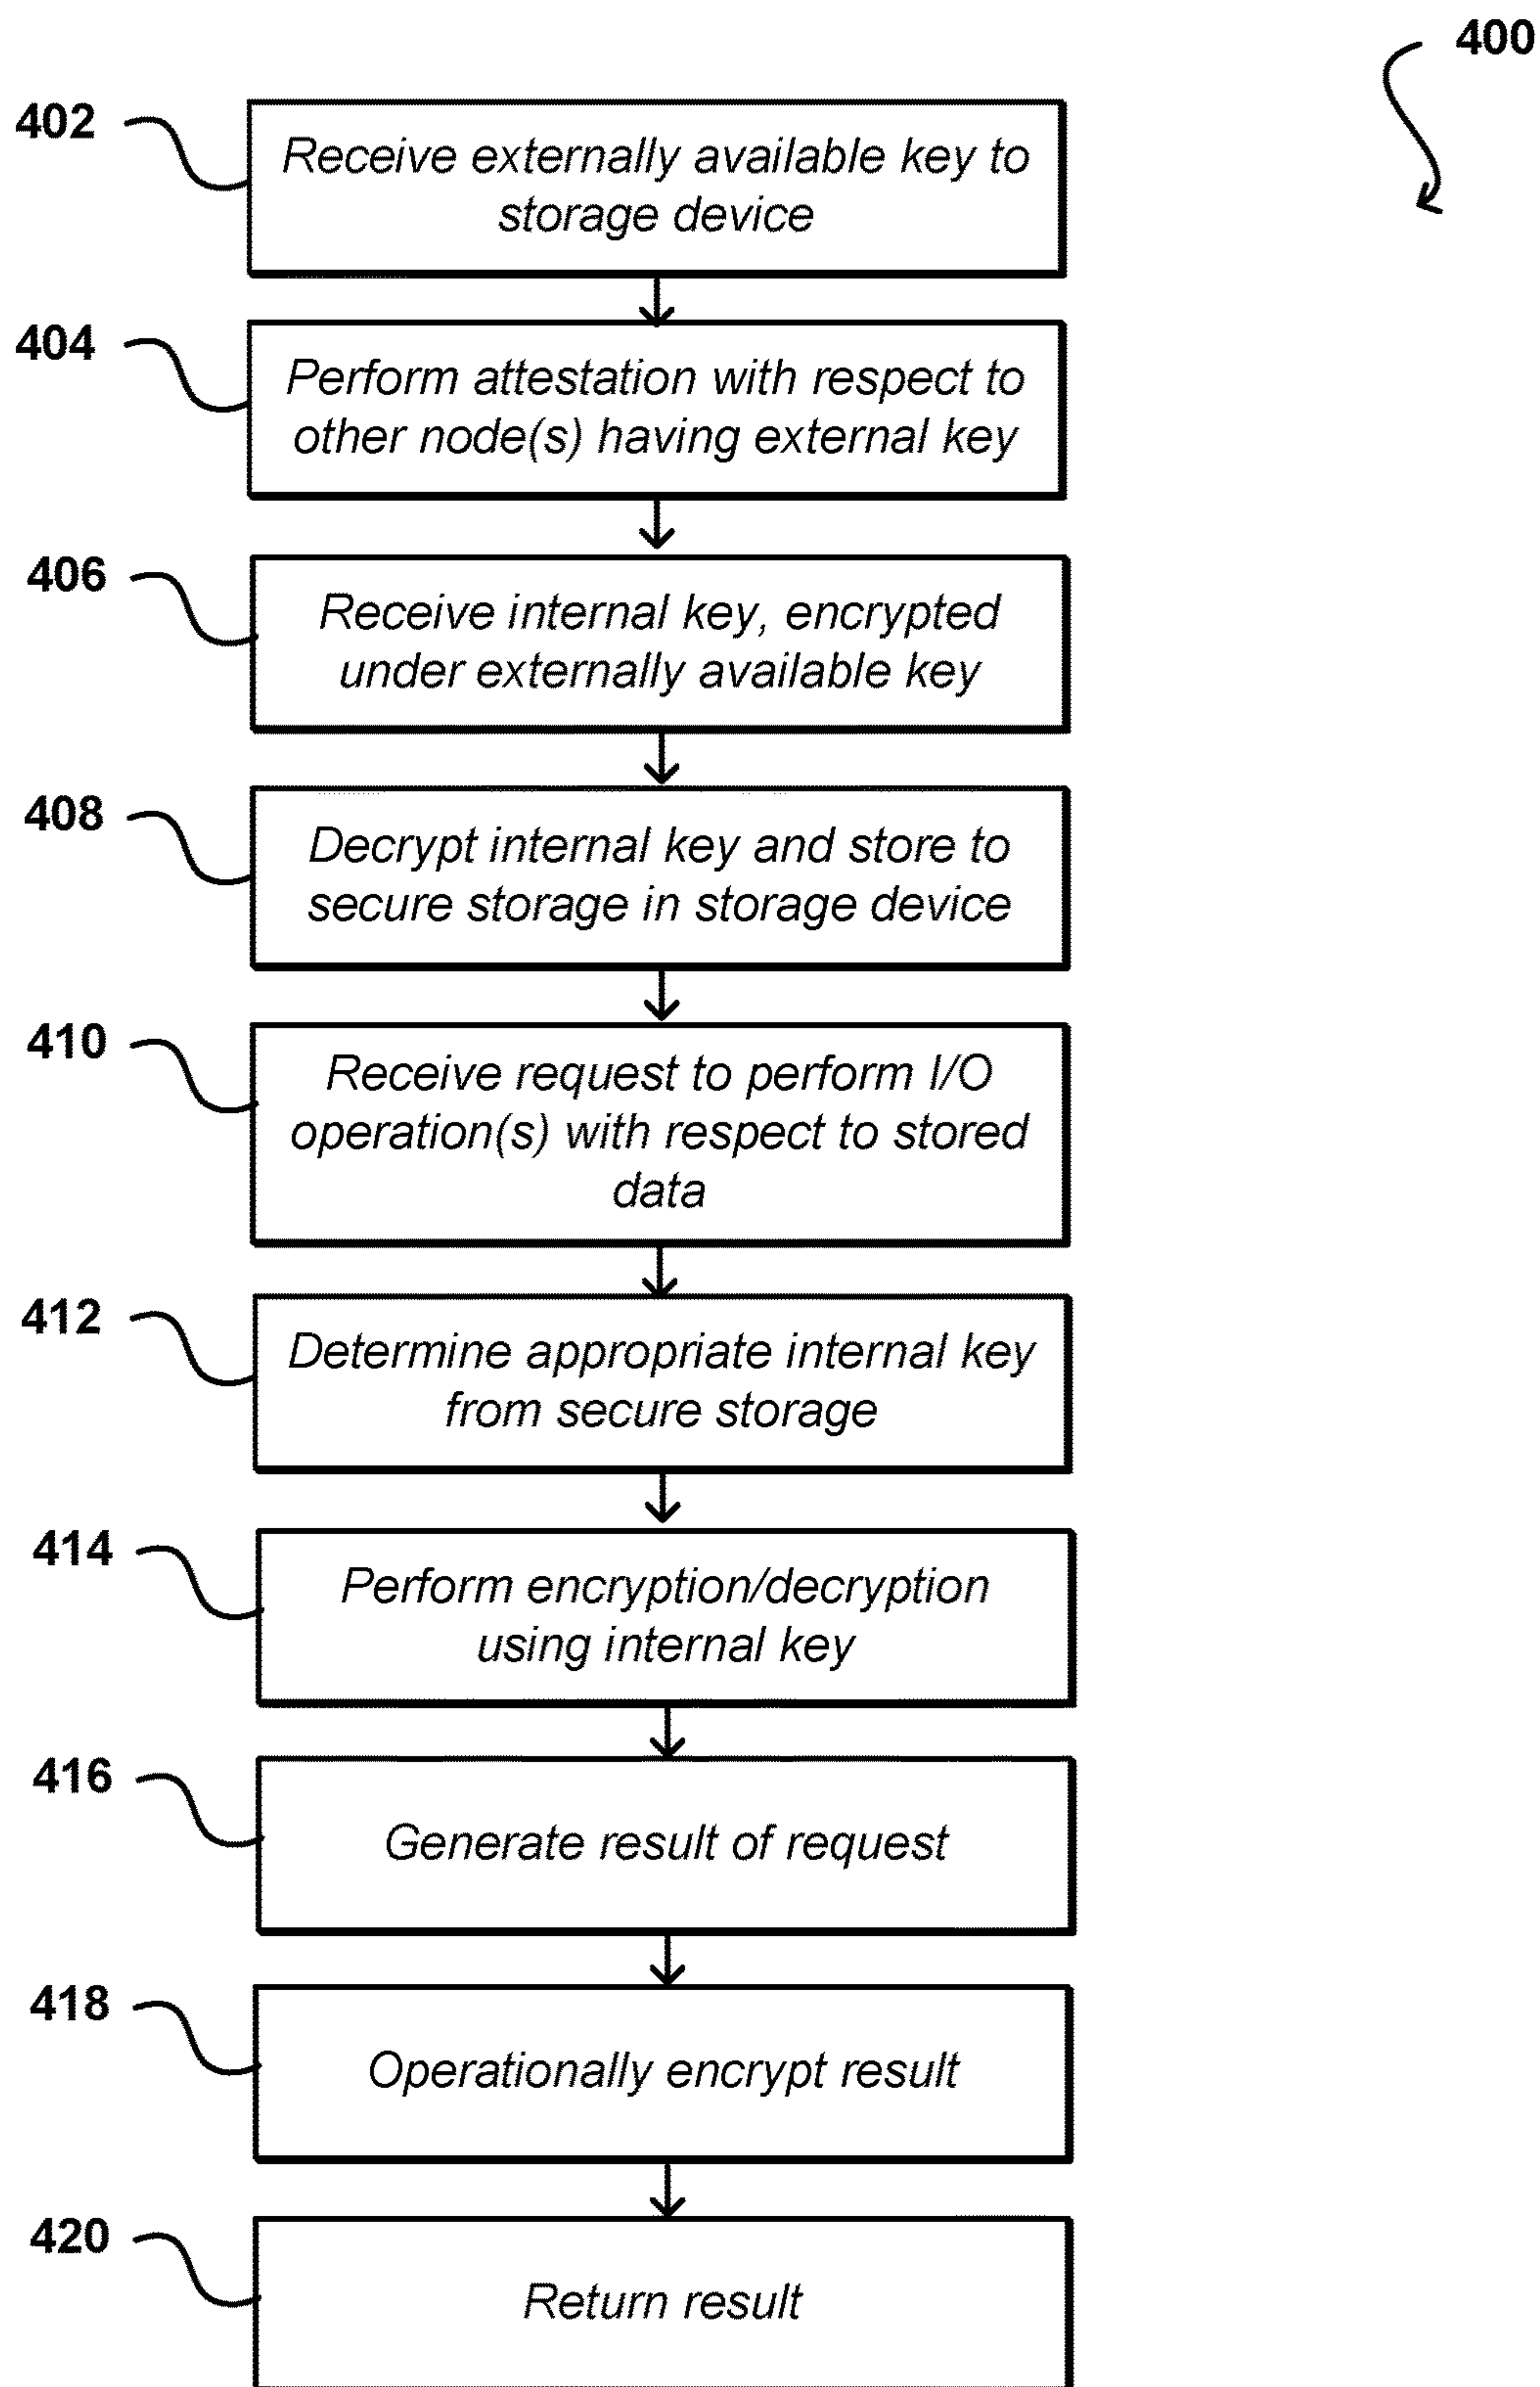 400
402
Receive externally available key to
storage device
404
Perform attestation with respect to
other node(s) having external key
406
Receive internal key, encrypted
under externally available key
408
Decrypt internal key and store to
secure storage in storage device
410
Receive request to perform I/O
operation(s) with respect to stored
data
412
Determine appropriate internal key
from secure storage
414
Perform encryption/decryption
using internal key
416
Generate result of request
418
Operationally encrypt result
420
Return result